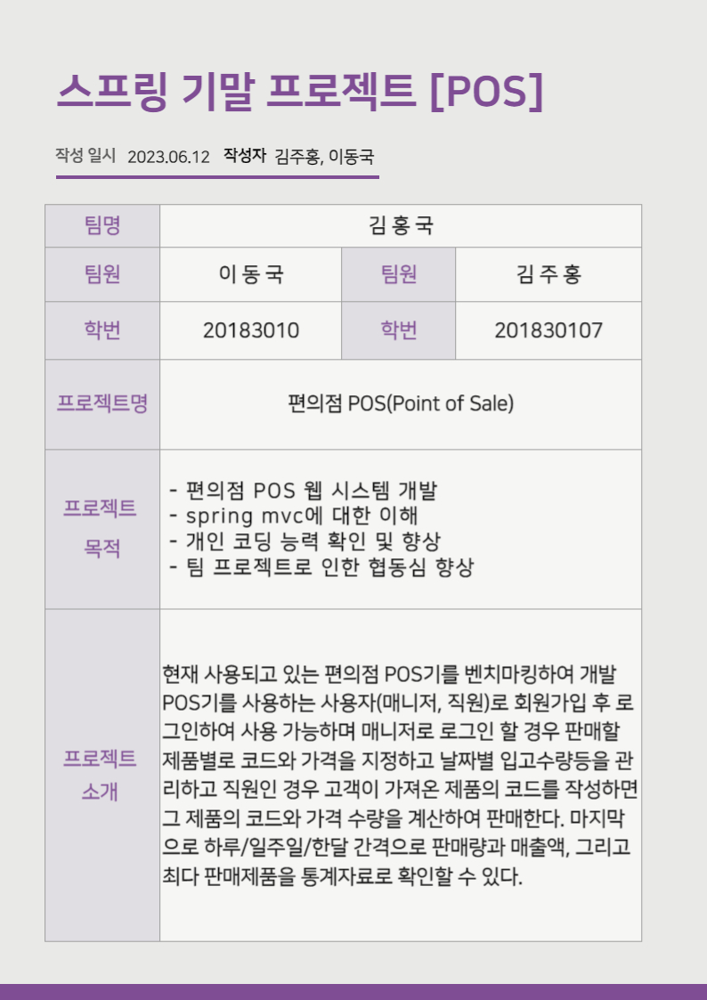 스프링 기말 프로젝트 [POS]
작성 일시 2023.06.12 작성자 김주홍, 이동국
팀명 김 홍 국
팀원 이 동 국 팀원 김 주 홍
학번 20183010 학번 201830107
프로젝트명 편의점 POS(Point of Sale)
프로젝트
목적
- 편의점 POS 웹 시스템 개발
- spring mvc에 대한 이해
- 개인 코딩 능력 확인 및 향상
- 팀 프로젝트로 인한 협동심 향상
프로젝트
소개
현재 사용되고 있는 편의점 POS기를 벤치마킹하여 개발
POS기를 사용하는 사용자(매니저, 직원)로 회원가입 후 로
그인하여 사용 가능하며 매니저로 로그인 할 경우 판매할
제품별로 코드와 가격을 지정하고 날짜별 입고수량등을 관
리하고 직원인 경우 고객이 가져온 제품의 코드를 작성하면
그 제품의 코드와 가격 수량을 계산하여 판매한다. 마지막
으로 하루/일주일/한달 간격으로 판매량과 매출액, 그리고
최다 판매제품을 통계자료로 확인할 수 있다.